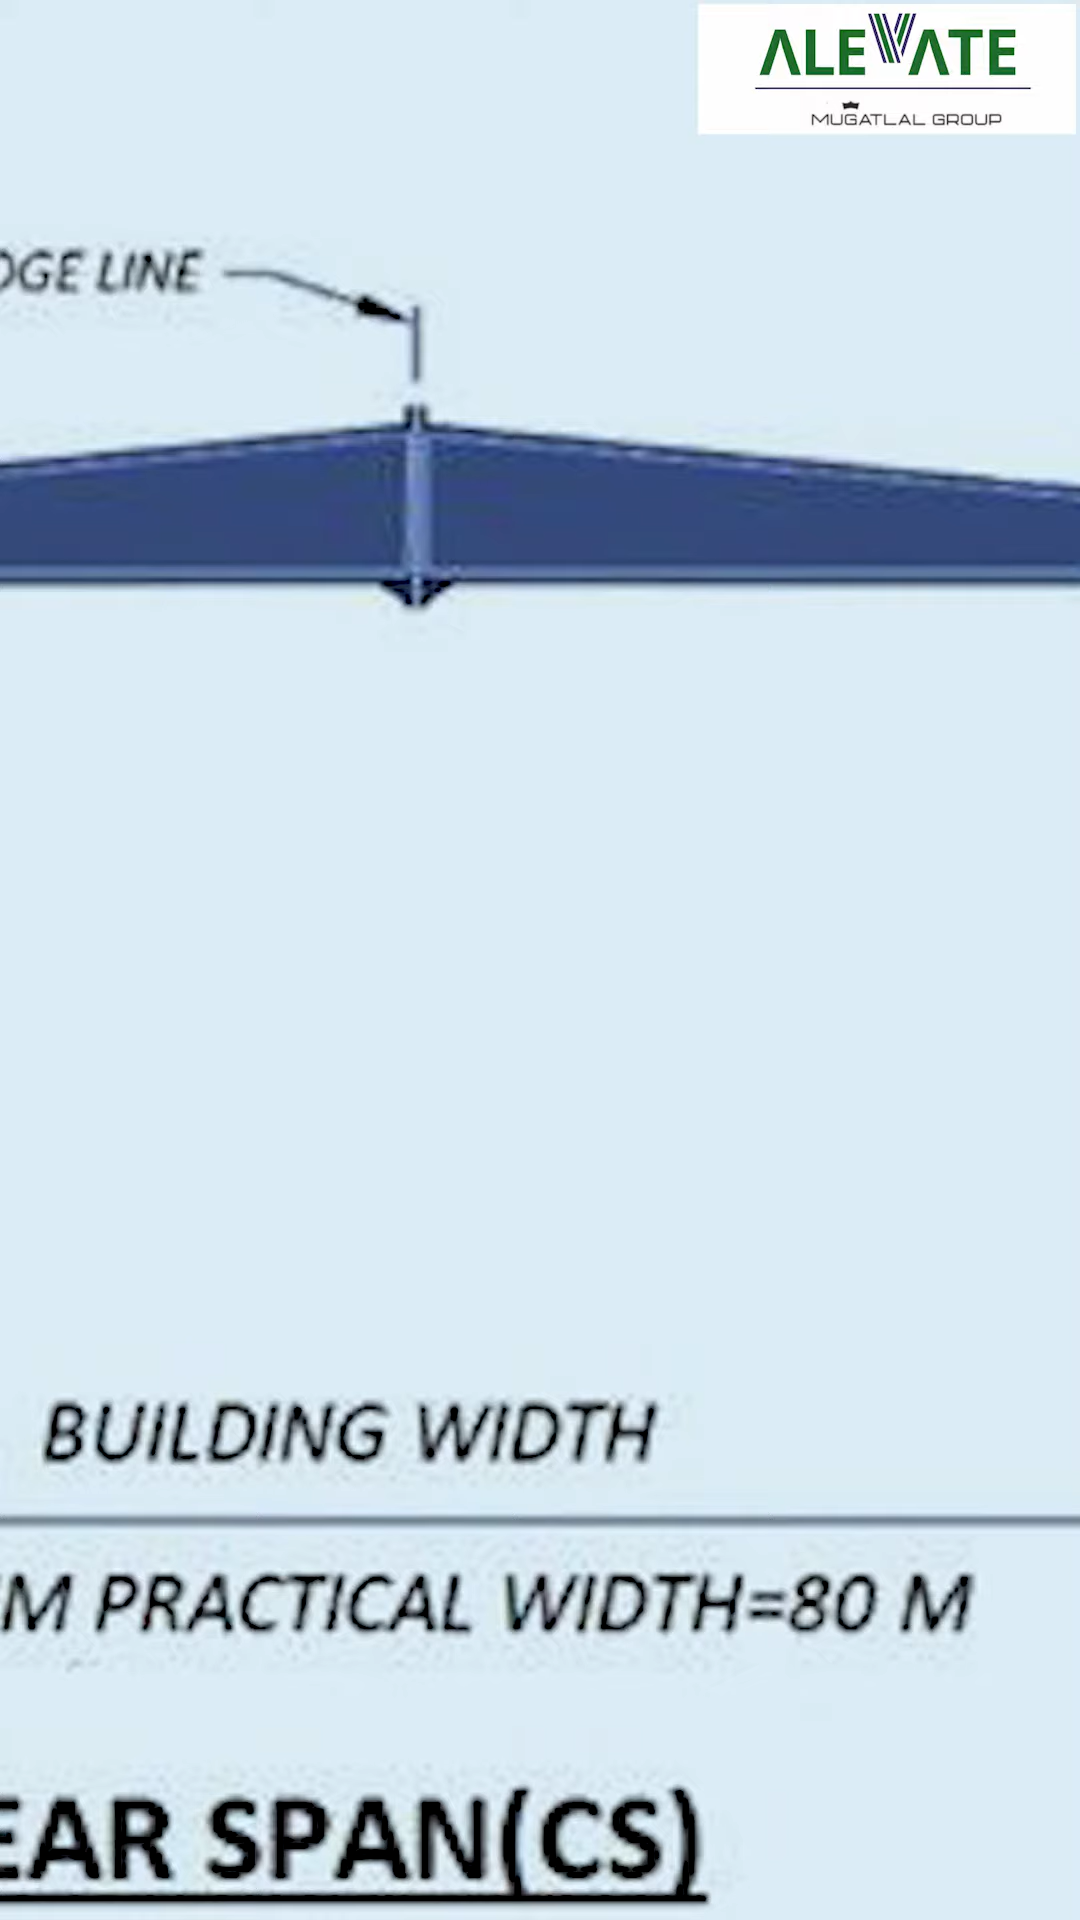 ALEVATE
MUGATLAL GROUP
DGE LINE
BUILDING WIDTH
M PRACTICAL WIDTH=80 M
EAR SPAN(CS)